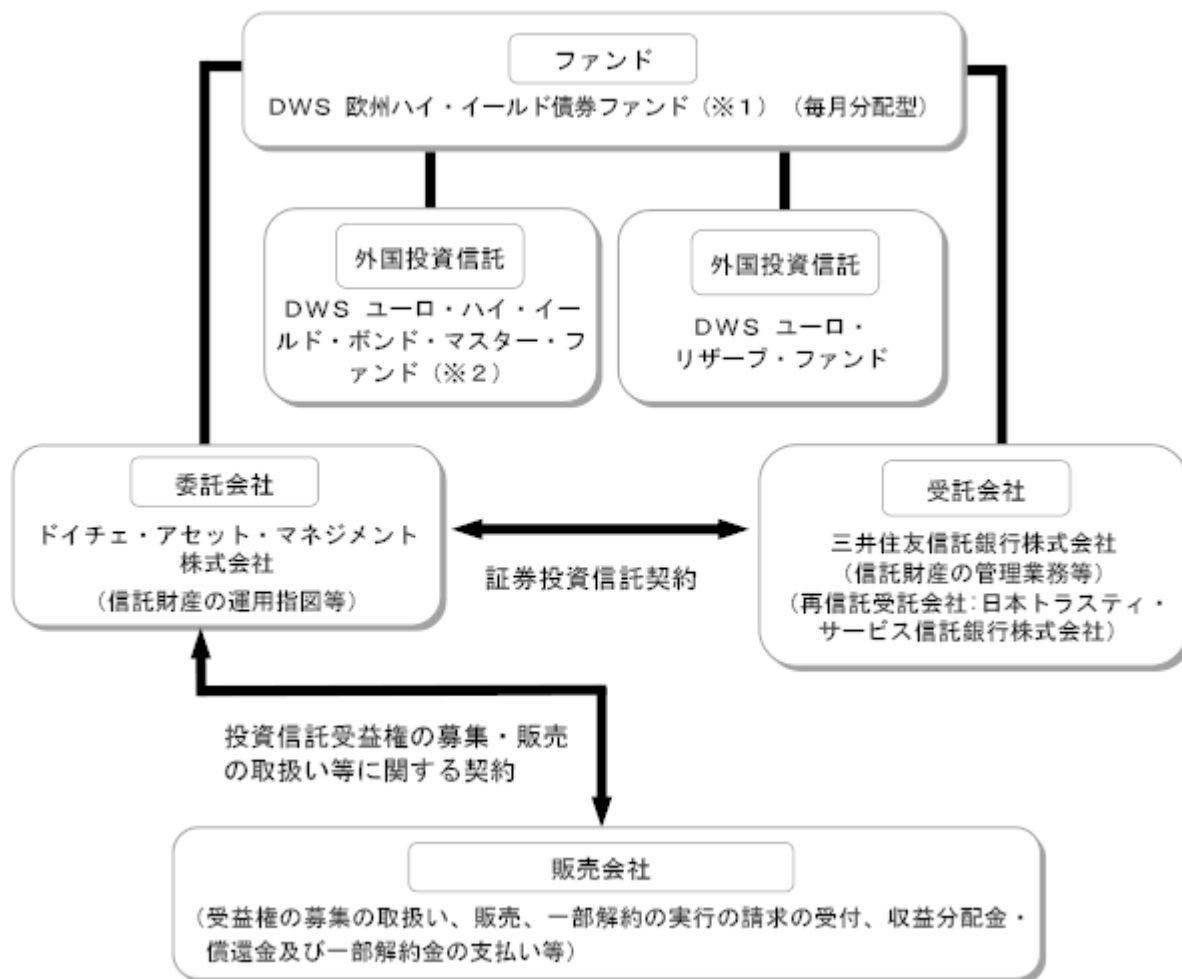 ファンド
DWS 欧州ハイ・イールド債券ファンド(※1)(毎月分配型)
外国投資信託
DWS ユーロ・ハイ・イー
ルド・ボンド・マスター・フ
ァンド(※2)
外国投資信託
DWS ユーロ・
リザーブ・ファンド
委託会社
ドイチェ・アセット・マネジメント
株式会社
(信託財産の運用指図等)
証券投資信託契約
受託会社
三井住友信託銀行株式会社
(信託財産の管理業務等)
(再信託受託会社:日本トラスティ・
サービス信託銀行株式会社)
投資信託受益権の募集・販売
の取扱い等に関する契約
販売会社
(受益権の募集の取扱い、販売、一部解約の実行の請求の受付、収益分配金・
償還金及び一部解約金の支払い等)